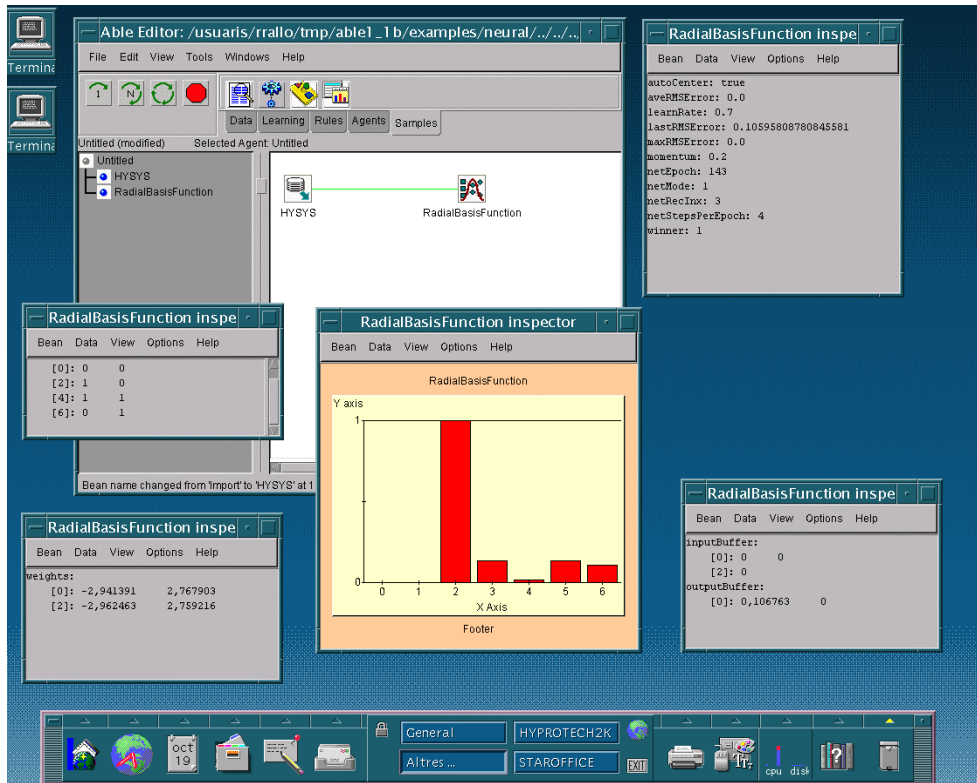 Termina
Termina
Able Editor: /usuaris/rrallo/tmp/able1_1b/examples/neural/../../..,
File Edit View Tools Windows Help
1 N
Data Learning Rules Agents Samples
Untitled (modified) Selected Agent: Untitled
Untitled
HYSYS
RadialBasisFunction
HYSYS
RadialBasisFunction
Bean name changed from 'Import' to 'HYSYS' at 1
RadialBasisFunction inspe
Bean Data View Options Help
autoCenter: true
aveRMSError: 0.0
learnRate: 0.7
lastRMSError: 0.10595808780845581
maxRMSError: 0.0
momentum: 0.2
netEpoch: 143
netMode: 1
netRecInx: 3
netStepsPerEpoch: 4
winner: 1
RadialBasisFunction inspe
Bean Data View Options Help
[0]: 0 0
[2]: 1 0
[4]: 1 1
[6]: 0 1
RadialBasisFunction inspector
Bean Data View Options Help
RadialBasisFunction
Y axis
1
0
0 1 2 3 4 5 6
X Axis
Footer
RadialBasisFunction inspe
Bean Data View Options Help
inputBuffer:
[0]: 0 0
[2]: 0
outputBuffer:
[0]: 0,106763 0
RadialBasisFunction inspe
Bean Data View Options Help
weights:
[0]: -2,941391 2,767903
[2]: -2,962463 2,759216
oct
19
General
HYPROTECH2K
Altres ...
STAROFFICE
EXIT
cpu disk
?